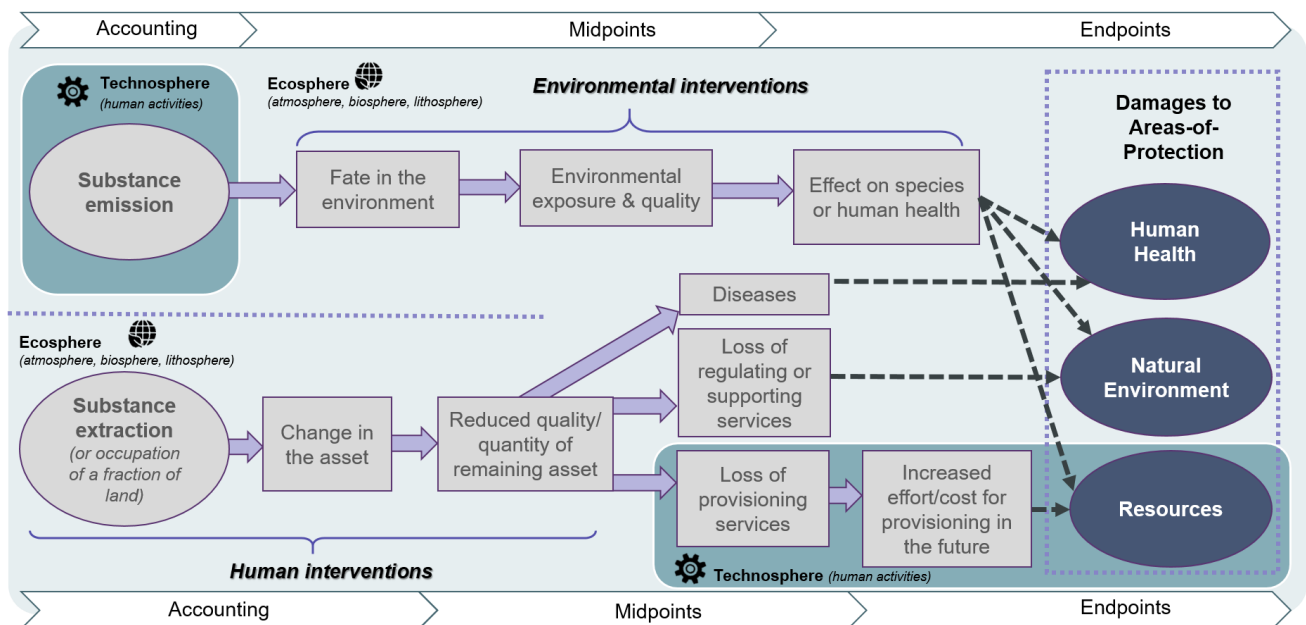 Accounting
Midpoints
Endpoints
Technosphere
(human activities)
Substance
emission
Ecosphere
(atmosphere, biosphere, lithosphere)
Environmental interventions
Fate in the
environment
Environmental
exposure & quality
Effect on species
or human health
Damages to
Areas-of-
Protection
Human
Health
Natural
Environment
Resources
Diseases
Loss of
regulating or
supporting
services
Ecosphere
(atmosphere, biosphere, lithosphere)
Substance
extraction
(or occupation
of a fraction of
land)
Change in
the asset
Reduced quality/
quantity of
remaining asset
Loss of
provisioning
services
Increased
effort/cost for
provisioning in
the future
Human interventions
Technosphere (human activities)
Accounting
Midpoints
Endpoints